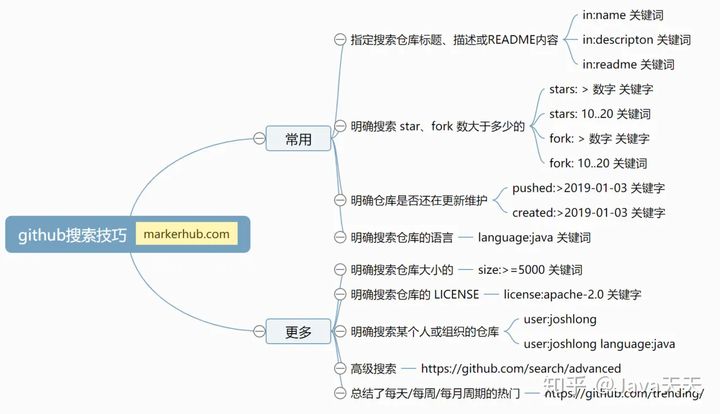 github搜索技巧
markerhub.com
常用
指定搜索仓库标题、描述或README内容
in:name 关键词
in:descripton 关键词
in:readme 关键词
明确搜索 star、fork 数大于多少的
stars: > 数字 关键字
stars: 10..20 关键词
fork: > 数字 关键字
fork: 10..20 关键词
明确仓库是否还在更新维护
pushed:>2019-01-03 关键字
created:>2019-01-03 关键字
明确搜索仓库的语言
language:java 关键词
更多
明确搜索仓库大小的
size:>=5000 关键词
明确搜索仓库的 LICENSE
license:apache-2.0 关键字
明确搜索某个人或组织的仓库
user:joshlong
user:joshlong language:java
高级搜索
https://github.com/search/advanced
总结了每天/每周/每月周期的热门
https://github.com/trending/
知乎 @Java天天